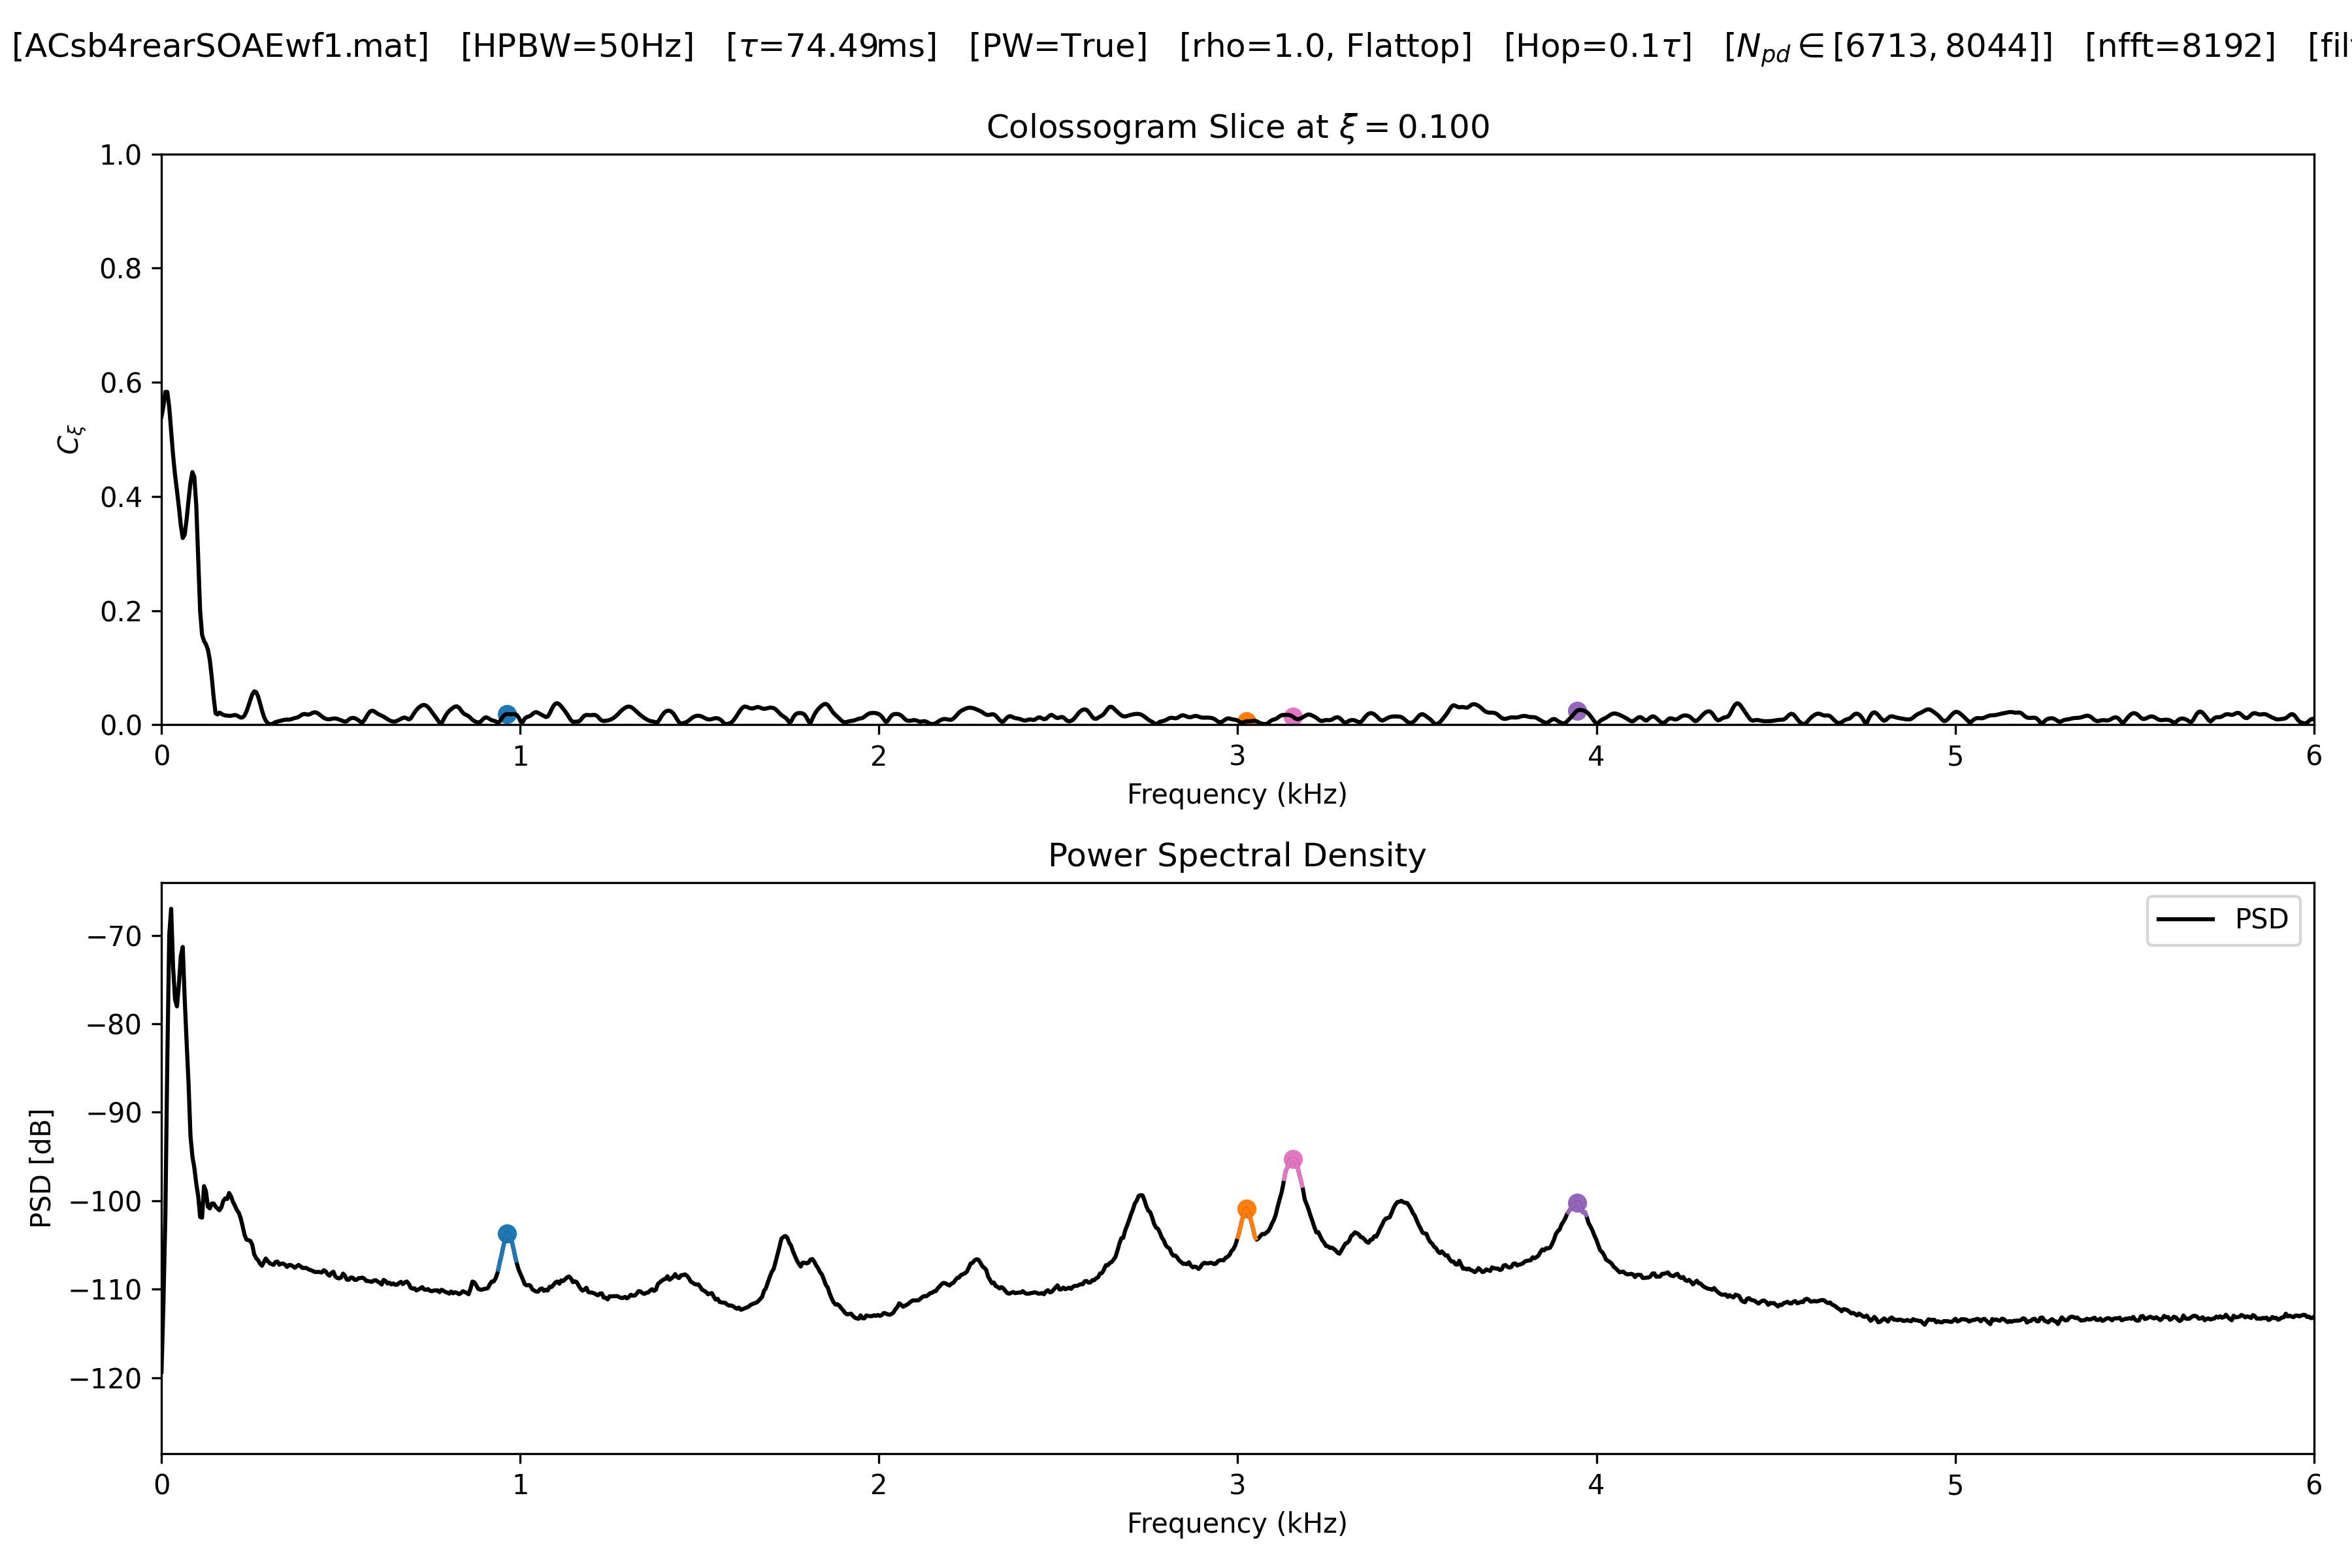 [ACsb4rearSOAEwf1.mat] [HPBW=50Hz] [τ=74.49ms] [PW=True] [rho=1.0, Flattop] [Hop=0.1τ] [N_pd ∈ [6713, 8044]] [nfft=8192]
Colossogram Slice at ξ = 0.100
1.0
0.8
0.6
0.4
0.2
0.0
C_ξ
0 1 2 3 4 5 6
Frequency (kHz)
Power Spectral Density
PSD
−70
−80
−90
−100
−110
−120
PSD [dB]
0 1 2 3 4 5 6
Frequency (kHz)